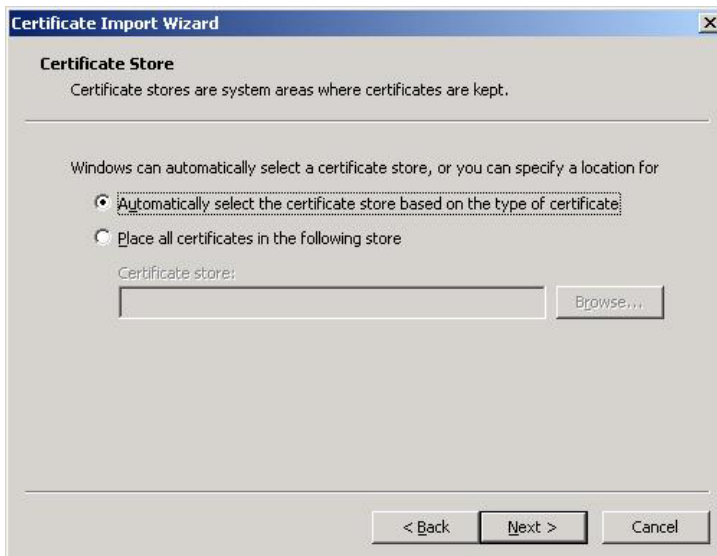 Certificate Import Wizard
Certificate Store
Certificate stores are system areas where certificates are kept.
Windows can automatically select a certificate store, or you can specify a location for
Automatically select the certificate store based on the type of certificate
Place all certificates in the following store
Certificate store:
Browse...
< Back Next > Cancel